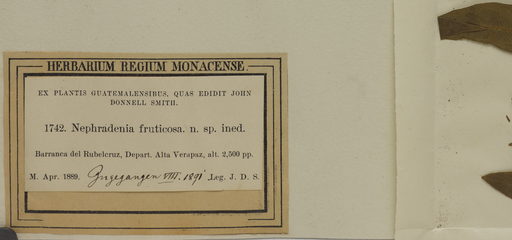 HERBARIUM REGIUM MONACENSE.
EX PLANTIS GUATEMALENSIBUS, QUAS EDIDIT JOHN
DONNELL SMITH.
1742. Nephradenia fruticosa. n. sp. ined.
Barranca del Rubelcruz, Depart. Alta Verapaz, alt. 2,500 pp.
M. Apr. 1889. Zugegangen VIII. 1891 Leg. J. D. S.